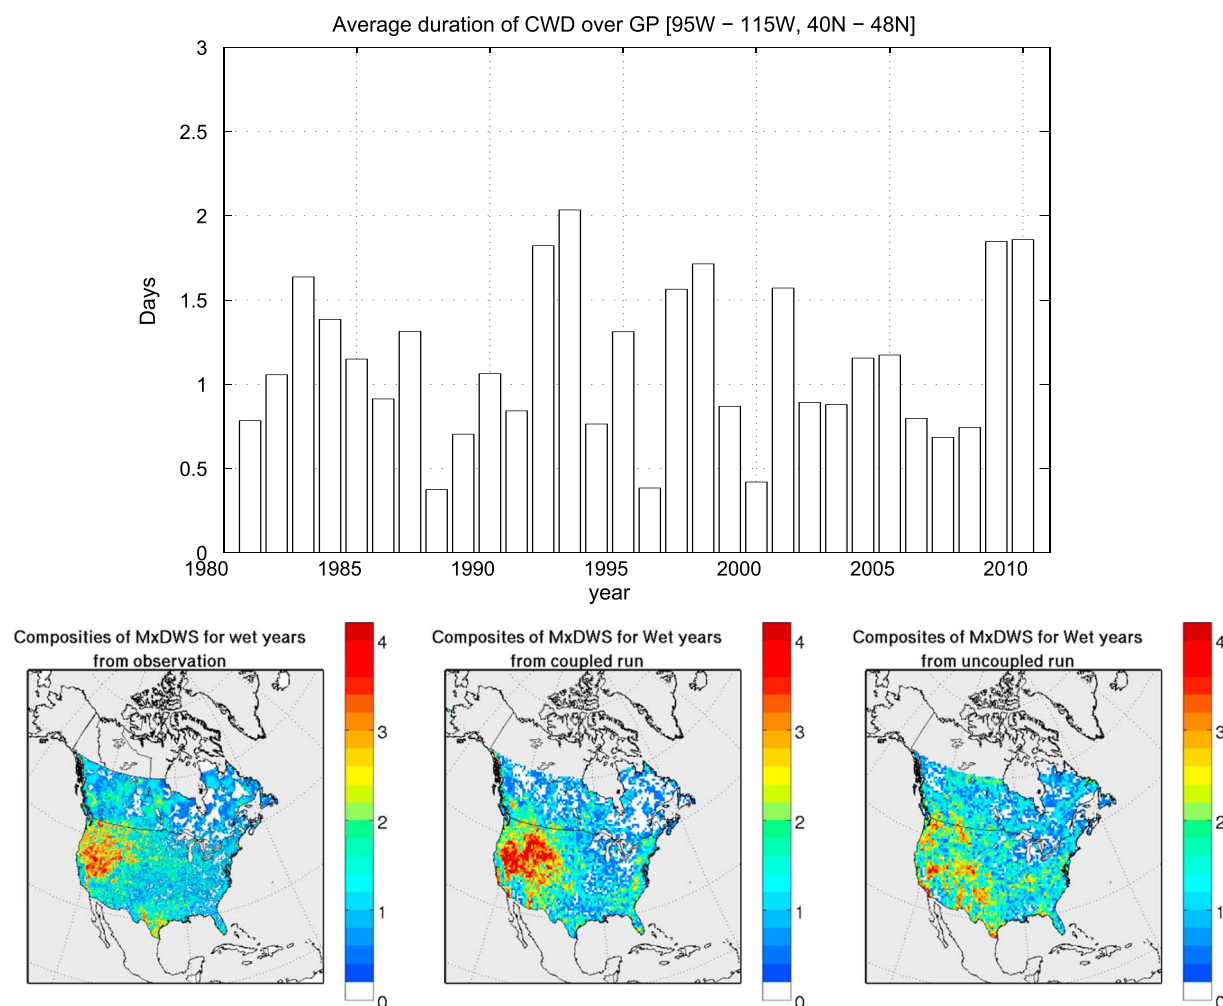 Average duration of CWD over GP [95W − 115W, 40N − 48N]
3
2.5
2
1.5
1
0.5
0
Days
1980 1985 1990 1995 2000 2005 2010
year
Composities of MxDWS for wet years
from observation
4
3
2
1
0
Composites of MxDWS for Wet years
from coupled run
4
3
2
1
0
Composites of MxDWS for Wet years
from uncoupled run
4
3
2
1
0